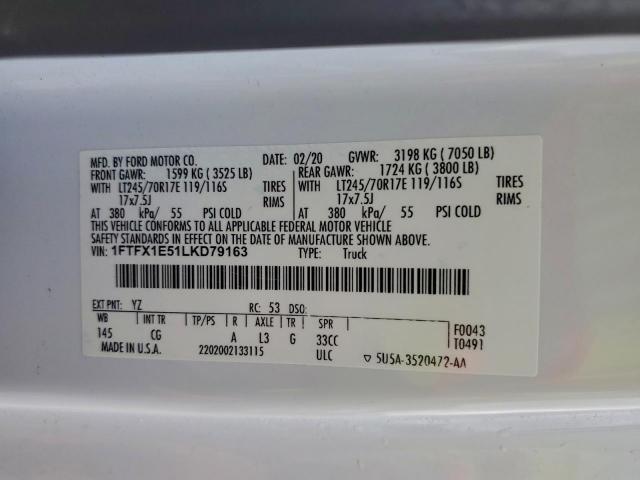 MFD. BY FORD MOTOR CO. DATE: 02/20 GVWR: 3198 KG ( 7050 LB)
FRONT GAWR: 1599 KG ( 3525 LB) REAR GAWR: 1724 KG ( 3800 LB)
WITH LT245/70R17E 119/116S TIRES WITH LT245/70R17E 119/116S TIRES
17x7.5J RIMS 17x7.5J RIMS
AT 380 kPa/ 55 PSI COLD AT 380 kPa/ 55 PSI COLD
THIS VEHICLE CONFORMS TO ALL APPLICABLE FEDERAL MOTOR VEHICLE
SAFETY STANDARDS IN EFFECT ON THE DATE OF MANUFACTURE SHOWN ABOVE.
VIN: 1FTFX1E51LKD79163 TYPE: Truck
EXT PNT: YZ RC: 53 DSO:
WB INT TR TP/PS R AXLE TR SPR F0043
145 CG A L3 G 33CC T0491
MADE IN U.S.A. 2202002133115 ULC ▽ 5U5A-3520472-AA